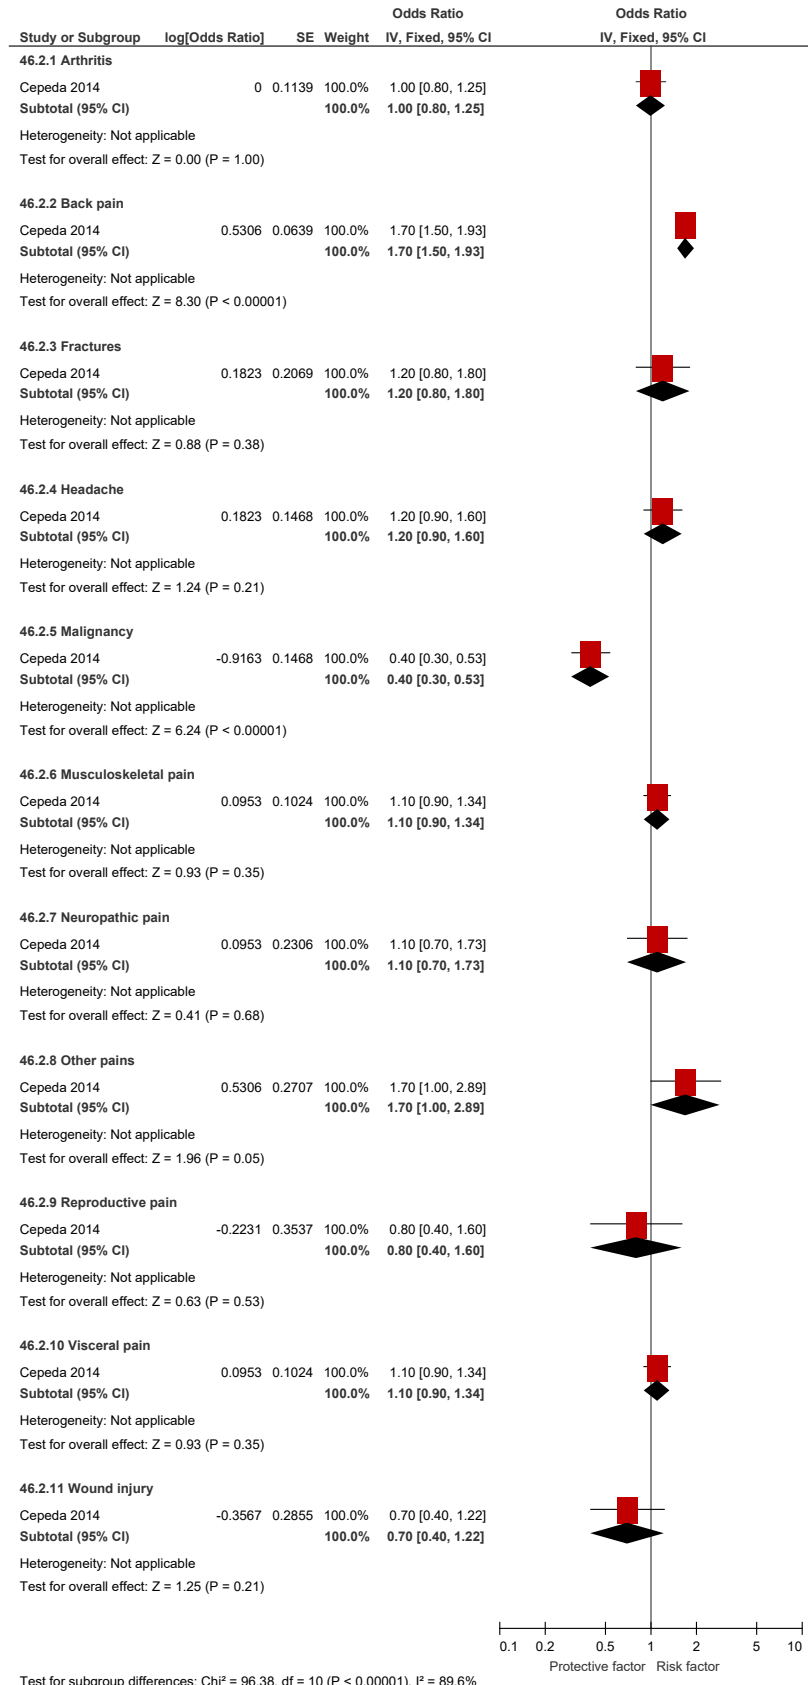 Odds Ratio Odds Ratio
Study or Subgroup log[Odds Ratio] SE Weight IV, Fixed, 95% CI IV, Fixed, 95% CI
46.2.1 Arthritis
Cepeda 2014 0 0.1139 100.0% 1.00 [0.80, 1.25]
Subtotal (95% CI) 100.0% 1.00 [0.80, 1.25]
Heterogeneity: Not applicable
Test for overall effect: Z = 0.00 (P = 1.00)
46.2.2 Back pain
Cepeda 2014 0.5306 0.0639 100.0% 1.70 [1.50, 1.93]
Subtotal (95% CI) 100.0% 1.70 [1.50, 1.93]
Heterogeneity: Not applicable
Test for overall effect: Z = 8.30 (P < 0.00001)
46.2.3 Fractures
Cepeda 2014 0.1823 0.2069 100.0% 1.20 [0.80, 1.80]
Subtotal (95% CI) 100.0% 1.20 [0.80, 1.80]
Heterogeneity: Not applicable
Test for overall effect: Z = 0.88 (P = 0.38)
46.2.4 Headache
Cepeda 2014 0.1823 0.1468 100.0% 1.20 [0.90, 1.60]
Subtotal (95% CI) 100.0% 1.20 [0.90, 1.60]
Heterogeneity: Not applicable
Test for overall effect: Z = 1.24 (P = 0.21)
46.2.5 Malignancy
Cepeda 2014 -0.9163 0.1468 100.0% 0.40 [0.30, 0.53]
Subtotal (95% CI) 100.0% 0.40 [0.30, 0.53]
Heterogeneity: Not applicable
Test for overall effect: Z = 6.24 (P < 0.00001)
46.2.6 Musculoskeletal pain
Cepeda 2014 0.0953 0.1024 100.0% 1.10 [0.90, 1.34]
Subtotal (95% CI) 100.0% 1.10 [0.90, 1.34]
Heterogeneity: Not applicable
Test for overall effect: Z = 0.93 (P = 0.35)
46.2.7 Neuropathic pain
Cepeda 2014 0.0953 0.2306 100.0% 1.10 [0.70, 1.73]
Subtotal (95% CI) 100.0% 1.10 [0.70, 1.73]
Heterogeneity: Not applicable
Test for overall effect: Z = 0.41 (P = 0.68)
46.2.8 Other pains
Cepeda 2014 0.5306 0.2707 100.0% 1.70 [1.00, 2.89]
Subtotal (95% CI) 100.0% 1.70 [1.00, 2.89]
Heterogeneity: Not applicable
Test for overall effect: Z = 1.96 (P = 0.05)
46.2.9 Reproductive pain
Cepeda 2014 -0.2231 0.3537 100.0% 0.80 [0.40, 1.60]
Subtotal (95% CI) 100.0% 0.80 [0.40, 1.60]
Heterogeneity: Not applicable
Test for overall effect: Z = 0.63 (P = 0.53)
46.2.10 Visceral pain
Cepeda 2014 0.0953 0.1024 100.0% 1.10 [0.90, 1.34]
Subtotal (95% CI) 100.0% 1.10 [0.90, 1.34]
Heterogeneity: Not applicable
Test for overall effect: Z = 0.93 (P = 0.35)
46.2.11 Wound injury
Cepeda 2014 -0.3567 0.2855 100.0% 0.70 [0.40, 1.22]
Subtotal (95% CI) 100.0% 0.70 [0.40, 1.22]
Heterogeneity: Not applicable
Test for overall effect: Z = 1.25 (P = 0.21)
0.1 0.2 0.5 1 2 5 10
Protective factor Risk factor
Test for subgroup differences: Chi² = 96.38, df = 10 (P < 0.00001), I² = 89.6%